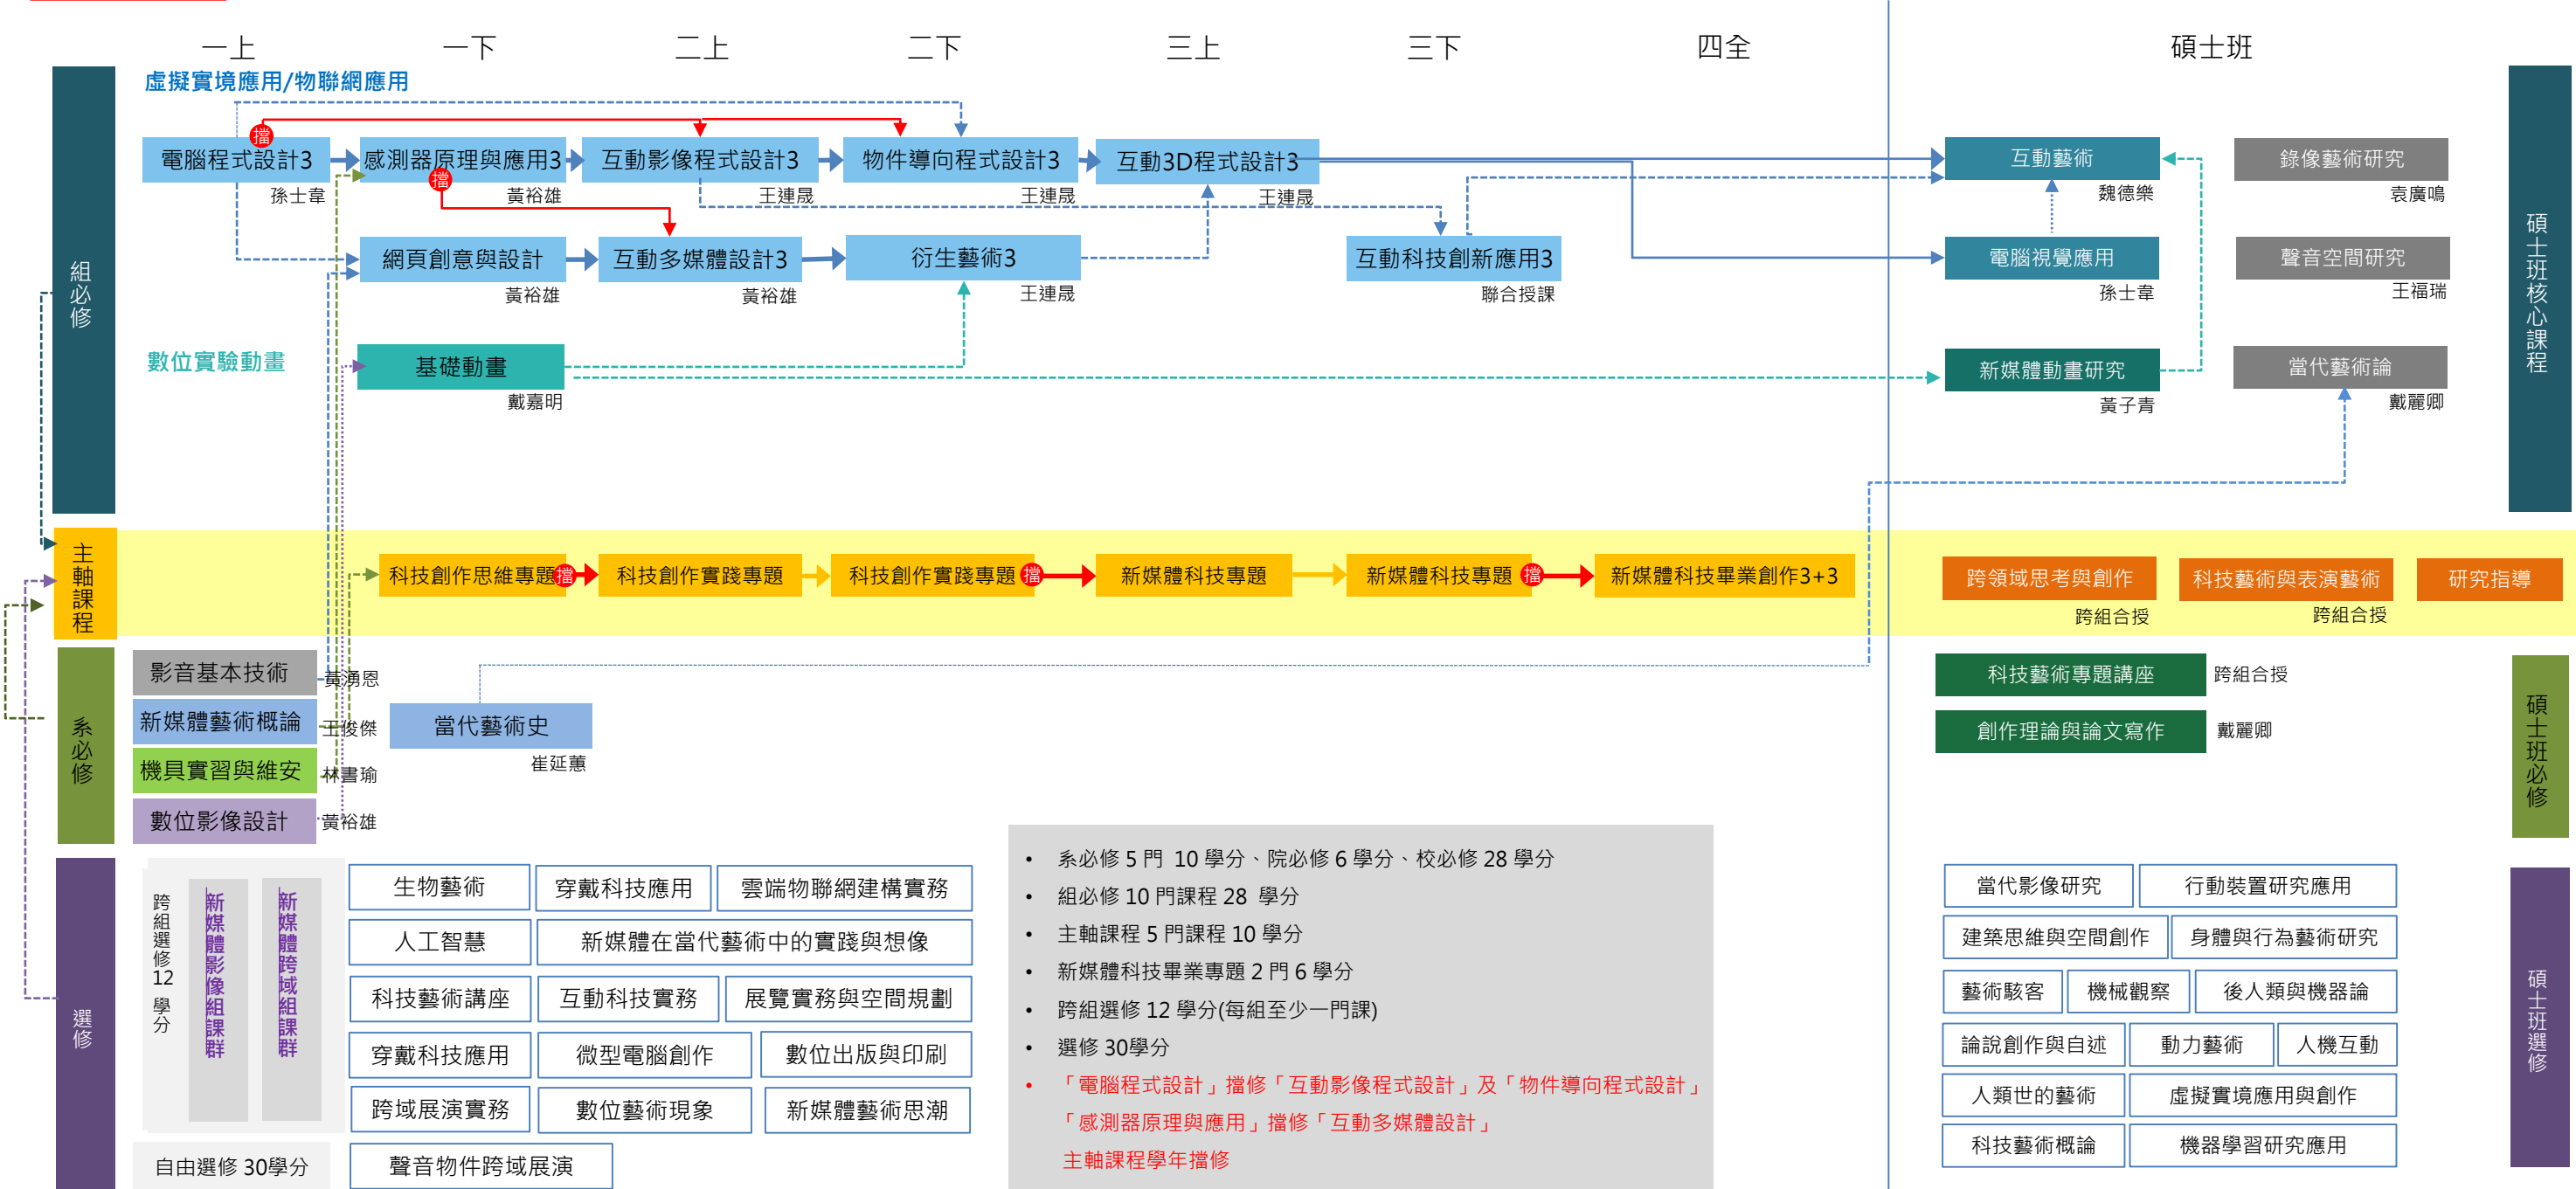 一上
一下
二上
二下
三上
三下
四全
碩士班
組必修
虛擬實境應用/物聯網應用
擋
電腦程式設計3
孫士韋
感測器原理與應用3
擋
黃裕雄
互動影像程式設計3
王連晟
物件導向程式設計3
王連晟
互動3D程式設計3
王連晟
互動藝術
魏德樂
錄像藝術研究
袁廣鳴
網頁創意與設計
黃裕雄
互動多媒體設計3
黃裕雄
衍生藝術3
王連晟
互動科技創新應用3
聯合授課
電腦視覺應用
孫士韋
聲音空間研究
王福瑞
數位實驗動畫
基礎動畫
戴嘉明
新媒體動畫研究
黃子青
當代藝術論
戴麗卿
碩士班核心課程
主軸課程
科技創作思維專題
擋
科技創作實踐專題
科技創作實踐專題
擋
新媒體科技專題
新媒體科技專題
擋
新媒體科技畢業創作3+3
跨領域思考與創作
跨組合授
科技藝術與表演藝術
跨組合授
研究指導
系必修
影音基本技術
黃湧恩
新媒體藝術概論
王俊傑
機具實習與維安
林書瑜
數位影像設計
黃裕雄
當代藝術史
崔延蕙
科技藝術專題講座
跨組合授
創作理論與論文寫作
戴麗卿
碩士班必修
選修
跨組選修12學分
新媒體影像組課群
新媒體跨域組課群
自由選修 30學分
生物藝術
穿戴科技應用
雲端物聯網建構實務
人工智慧
新媒體在當代藝術中的實踐與想像
科技藝術講座
互動科技實務
展覽實務與空間規劃
穿戴科技應用
微型電腦創作
數位出版與印刷
跨域展演實務
數位藝術現象
新媒體藝術思潮
聲音物件跨域展演
• 系必修 5 門 10 學分、院必修 6 學分、校必修 28 學分
• 組必修 10 門課程 28 學分
• 主軸課程 5 門課程 10 學分
• 新媒體科技畢業專題 2 門 6 學分
• 跨組選修 12 學分(每組至少一門課)
• 選修 30學分
• 「電腦程式設計」擋修「互動影像程式設計」及「物件導向程式設計」
「感測器原理與應用」擋修「互動多媒體設計」
主軸課程學年擋修
當代影像研究
行動裝置研究應用
建築思維與空間創作
身體與行為藝術研究
藝術駭客
機械觀察
後人類與機器論
論說創作與自述
動力藝術
人機互動
人類世的藝術
虛擬實境應用與創作
科技藝術概論
機器學習研究應用
碩士班選修